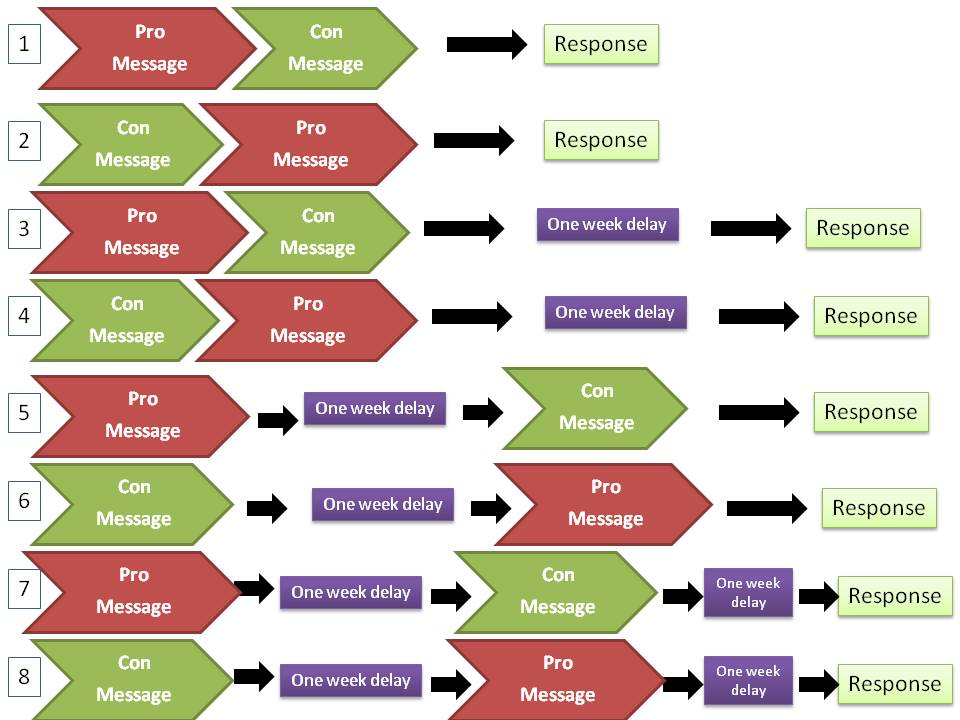 1
Pro
Message
Con
Message
Response
2
Con
Message
Pro
Message
Response
3
Pro
Message
Con
Message
One week delay
Response
4
Con
Message
Pro
Message
One week delay
Response
5
Pro
Message
One week delay
Con
Message
Response
6
Con
Message
One week delay
Pro
Message
Response
7
Pro
Message
One week delay
Con
Message
One week
delay
Response
8
Con
Message
One week delay
Pro
Message
One week
delay
Response